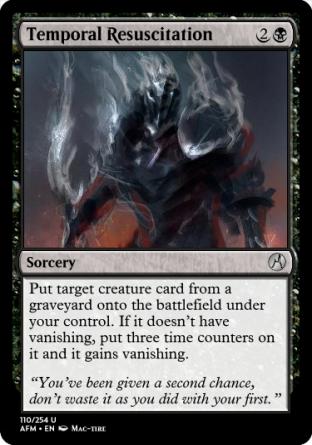 Temporal Resuscitation 2
Sorcery
Put target creature card from a
graveyard onto the battlefield under
your control. If it doesn't have
vanishing, put three time counters on
it and it gains vanishing.
"You've been given a second chance,
don't waste it as you did with your first."
110/254 U
AFM • EN Mac-tire